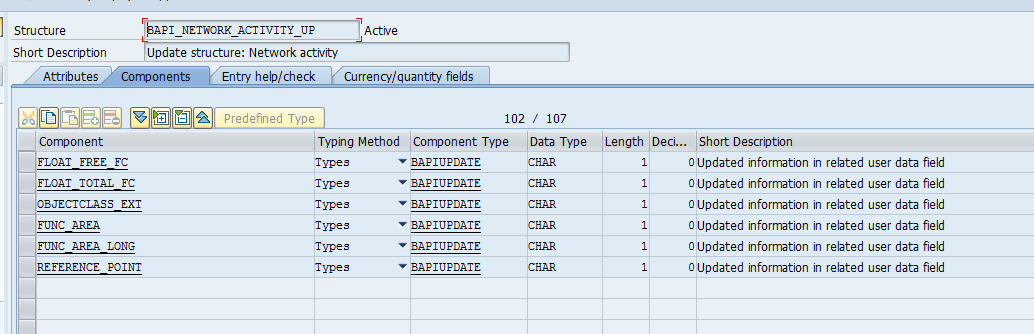 Structure BAPI_NETWORK_ACTIVITY_UP Active
Short Description Update structure: Network activity
Attributes Components Entry help/check Currency/quantity fields
Predefined Type 102 / 107
Component Typing Method Component Type Data Type Length Deci... Short Description
FLOAT_FREE_FC Types BAPIUPDATE CHAR 1 0 Updated information in related user data field
FLOAT_TOTAL_FC Types BAPIUPDATE CHAR 1 0 Updated information in related user data field
OBJECTCLASS_EXT Types BAPIUPDATE CHAR 1 0 Updated information in related user data field
FUNC_AREA Types BAPIUPDATE CHAR 1 0 Updated information in related user data field
FUNC_AREA_LONG Types BAPIUPDATE CHAR 1 0 Updated information in related user data field
REFERENCE_POINT Types BAPIUPDATE CHAR 1 0 Updated information in related user data field